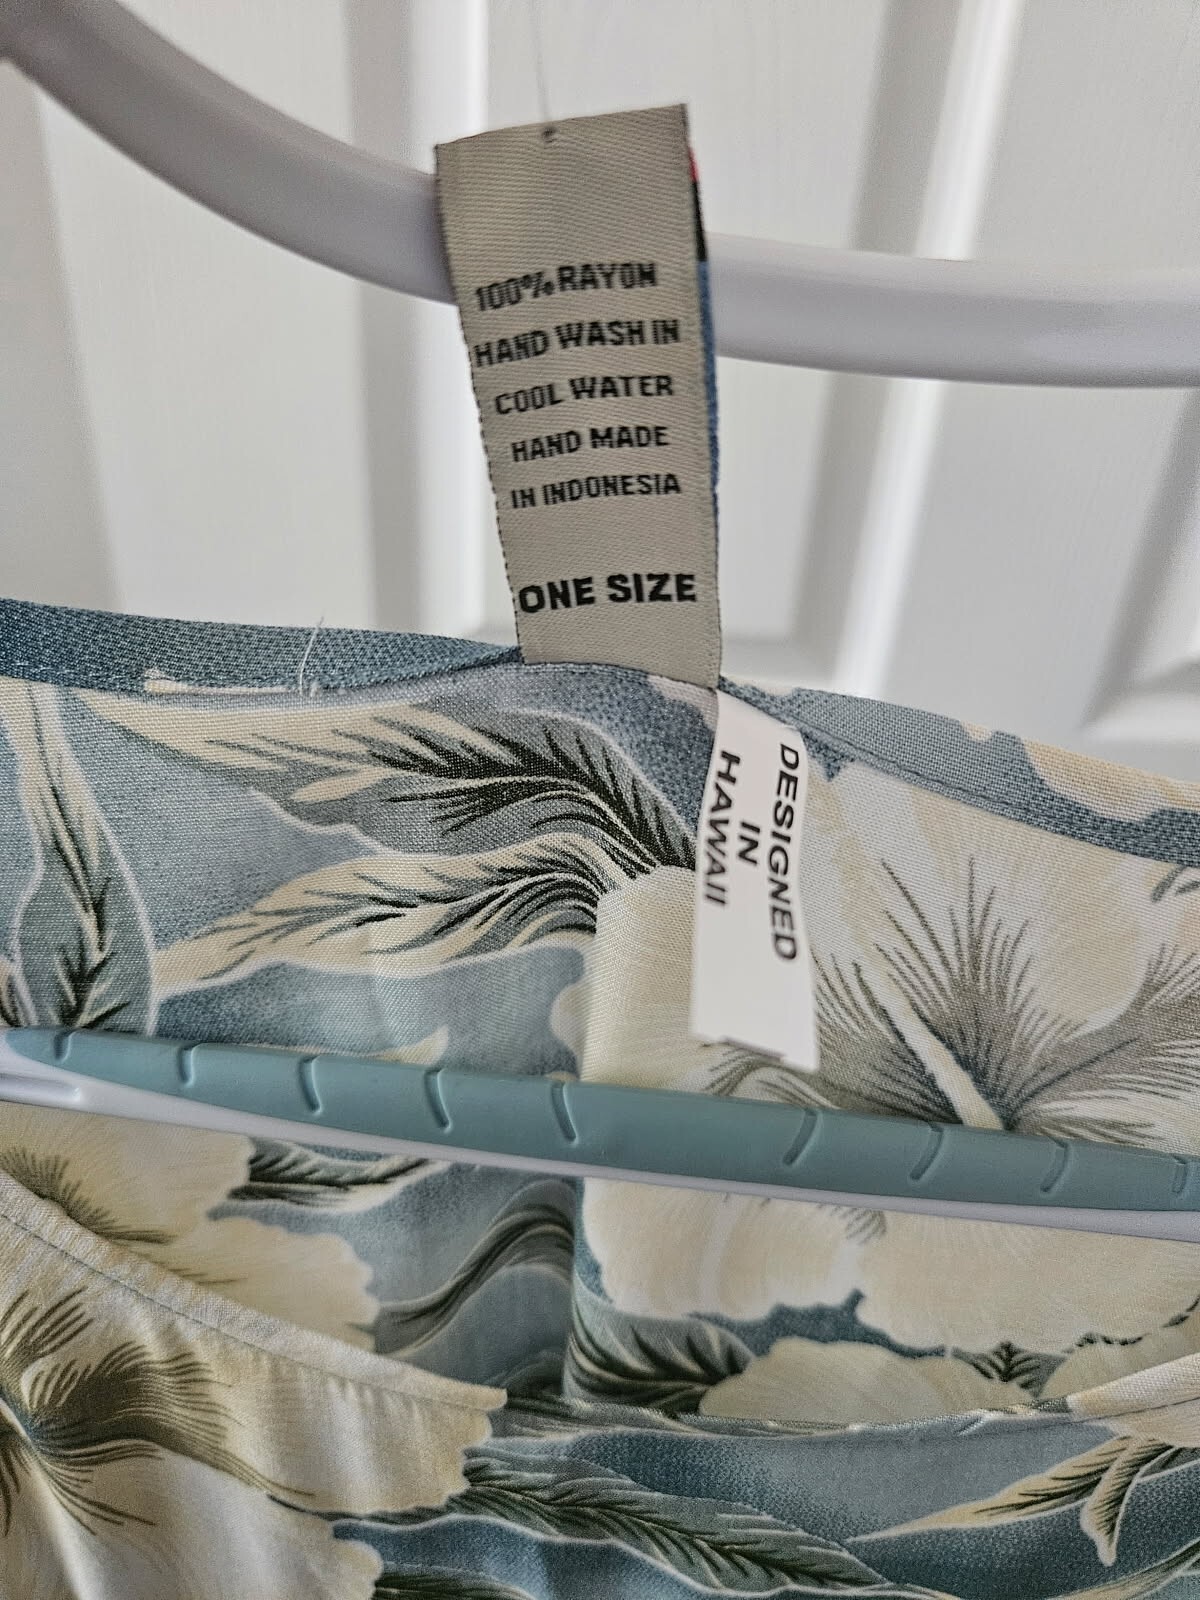 100% RAYON
HAND WASH IN
COOL WATER
HAND MADE
IN INDONESIA
ONE SIZE
DESIGNED
IN
HAWAII